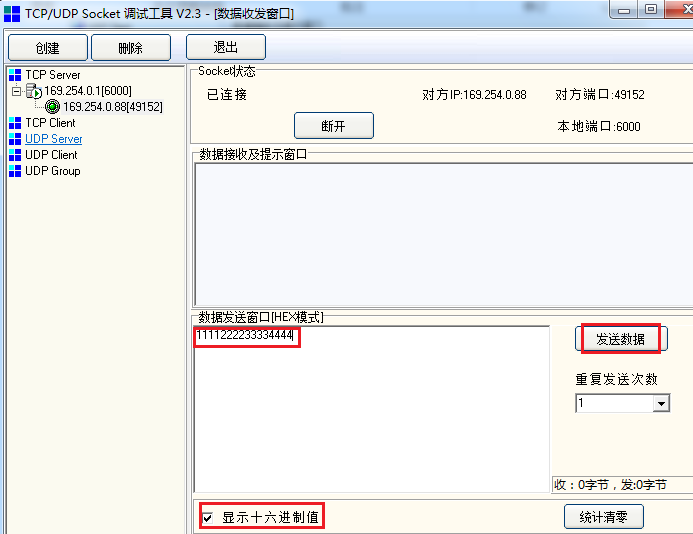 TCP/UDP Socket 调试工具 V2.3 - [数据收发窗口]
创建
删除
退出
TCP Server
169.254.0.1[6000]
169.254.0.88[49152]
TCP Client
UDP Server
UDP Client
UDP Group
Socket状态
已连接
对方IP:169.254.0.88
对方端口:49152
断开
本地端口:6000
数据接收及提示窗口
数据发送窗口[HEX模式]
1111222233334444
发送数据
重复发送次数
1
收：0字节，发:0字节
显示十六进制值
统计清零